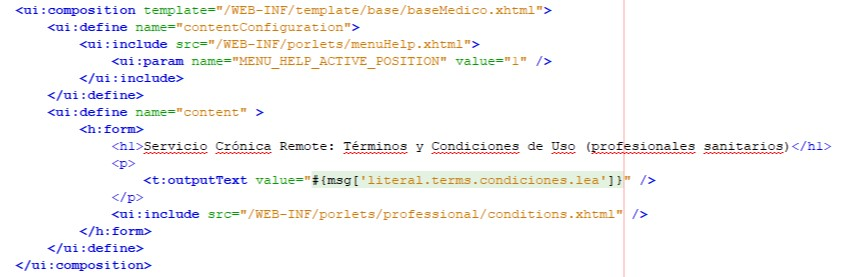 <ui:composition template="/WEB-INF/template/base/baseMedico.xhtml">
    <ui:define name="contentConfiguration">
        <ui:include src="/WEB-INF/porlets/menuHelp.xhtml">
            <ui:param name="MENU_HELP_ACTIVE_POSITION" value="1" />
        </ui:include>
    </ui:define>
    <ui:define name="content" >
        <h:form>
            <h1>Servicio Crónica Remote: Términos y Condiciones de Uso (profesionales sanitarios)</h1>
            <p>
                <t:outputText value="#{msg['literal.terms.condiciones.lea']}" />
            </p>
            <ui:include src="/WEB-INF/porlets/professional/conditions.xhtml" />
        </h:form>
    </ui:define>
</ui:composition>